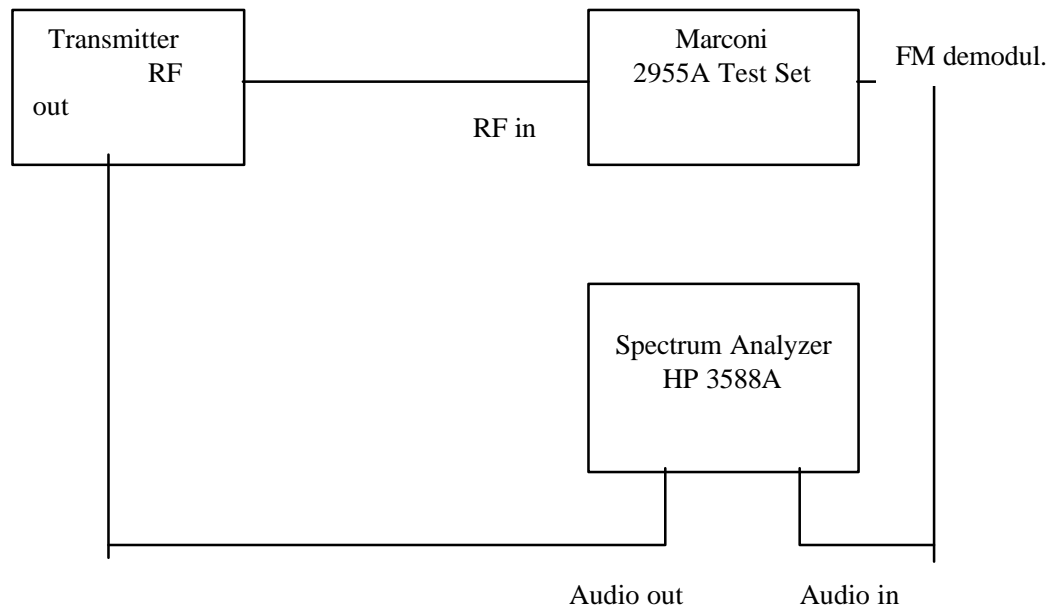 Transmitter
RF
out
Marconi
2955A Test Set
FM demodul.
RF in
Spectrum Analyzer
HP 3588A
Audio out
Audio in